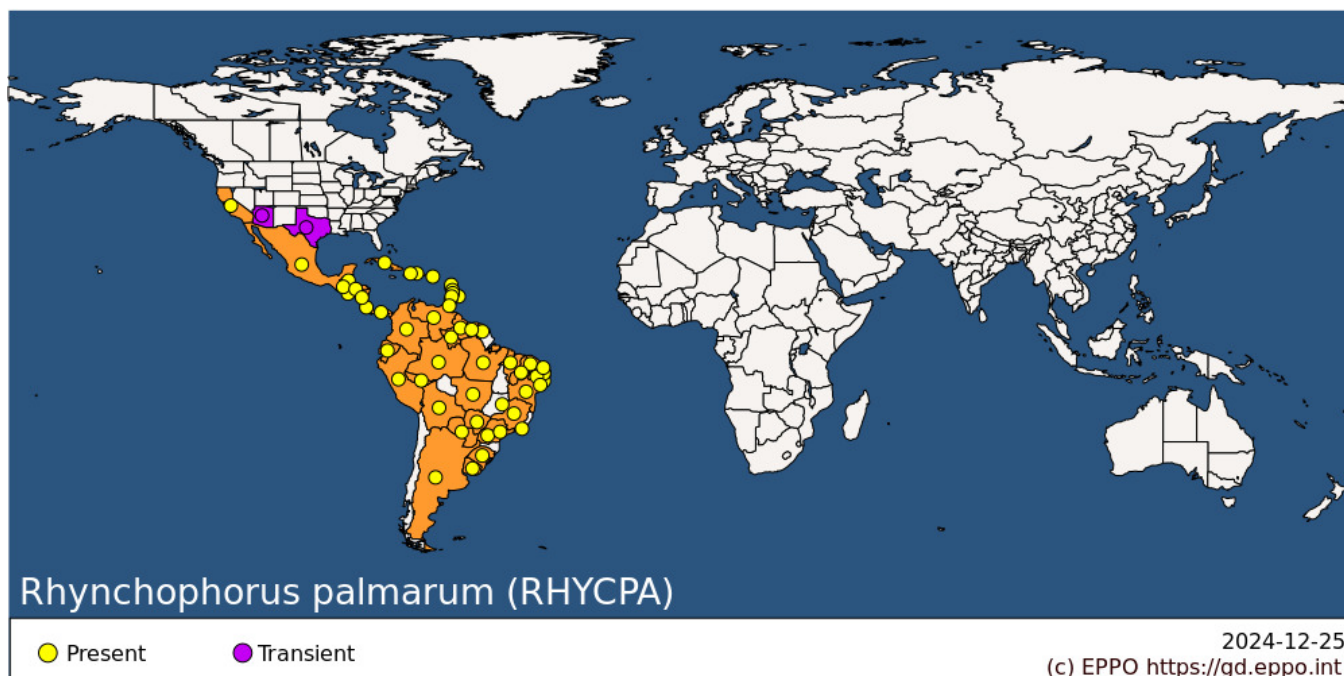 Rhynchophorus palmarum (RHYCPA)
Present
Transient
2024-12-25
(c) EPPO https://gd.eppo.int